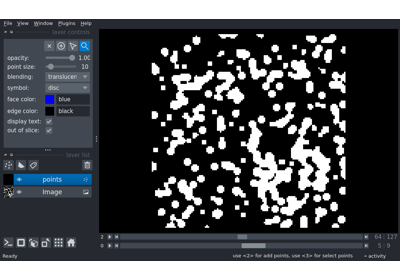 File View Window Plugins Help
layer controls
opacity: 1.00
point size: 10
blending: translucen
symbol: disc
face color: blue
edge color: black
display text:
out of slice:
layer list
points
Image
2 64 127
0 5 9
Ready use <2> for add points, use <3> for select points activity